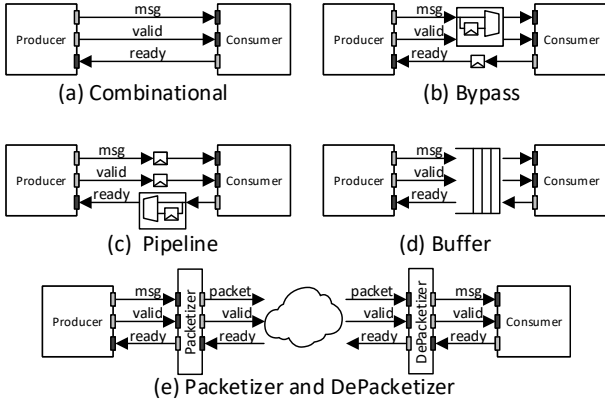 Producer
msg
valid
ready
Consumer
(a) Combinational
Producer
msg
valid
ready
Consumer
(b) Bypass
Producer
msg
valid
ready
Consumer
(c) Pipeline
Producer
msg
valid
ready
Consumer
(d) Buffer
Producer
msg
valid
ready
Packetizer
packet
valid
ready
packet
valid
ready
DePacketizer
msg
valid
ready
Consumer
(e) Packetizer and DePacketizer